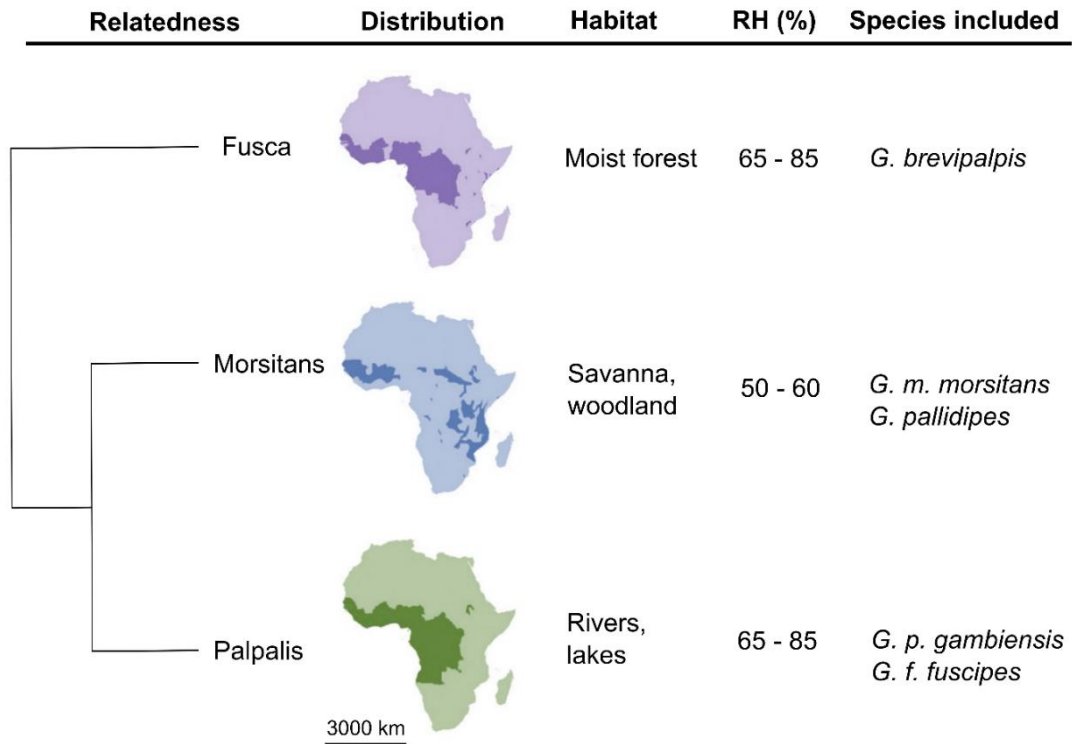 Relatedness Distribution Habitat RH (%) Species included
Fusca Moist forest 65 - 85 G. brevipalpis
Morsitans Savanna, woodland 50 - 60 G. m. morsitans
G. pallidipes
Palpalis Rivers, lakes 65 - 85 G. p. gambiensis
G. f. fuscipes
3000 km